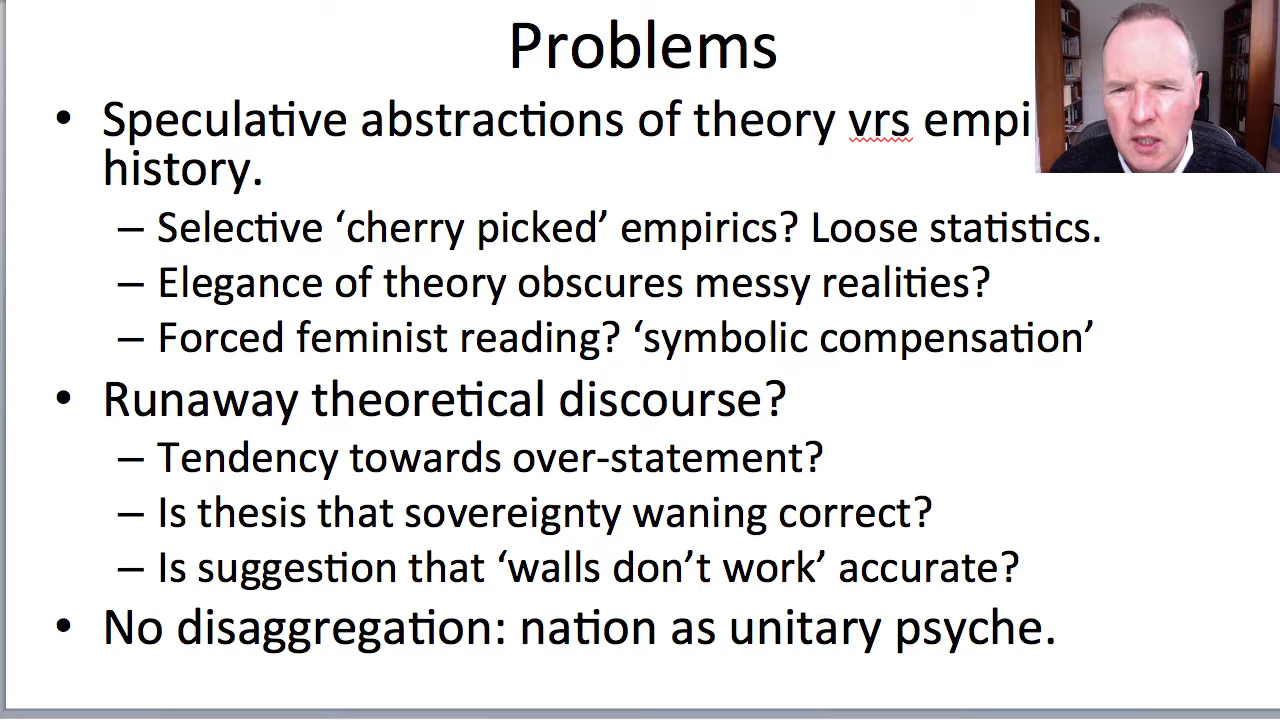 Problems
• Speculative abstractions of theory vrs
history.
– Selective ‘cherry picked’ empirics? Loose statistics.
– Elegance of theory obscures messy realities?
– Forced feminist reading? ‘symbolic compensation’
• Runaway theoretical discourse?
– Tendency towards over-statement?
– Is thesis that sovereignty waning correct?
– Is suggestion that ‘walls don’t work’ accurate?
• No disaggregation: nation as unitary psyche.